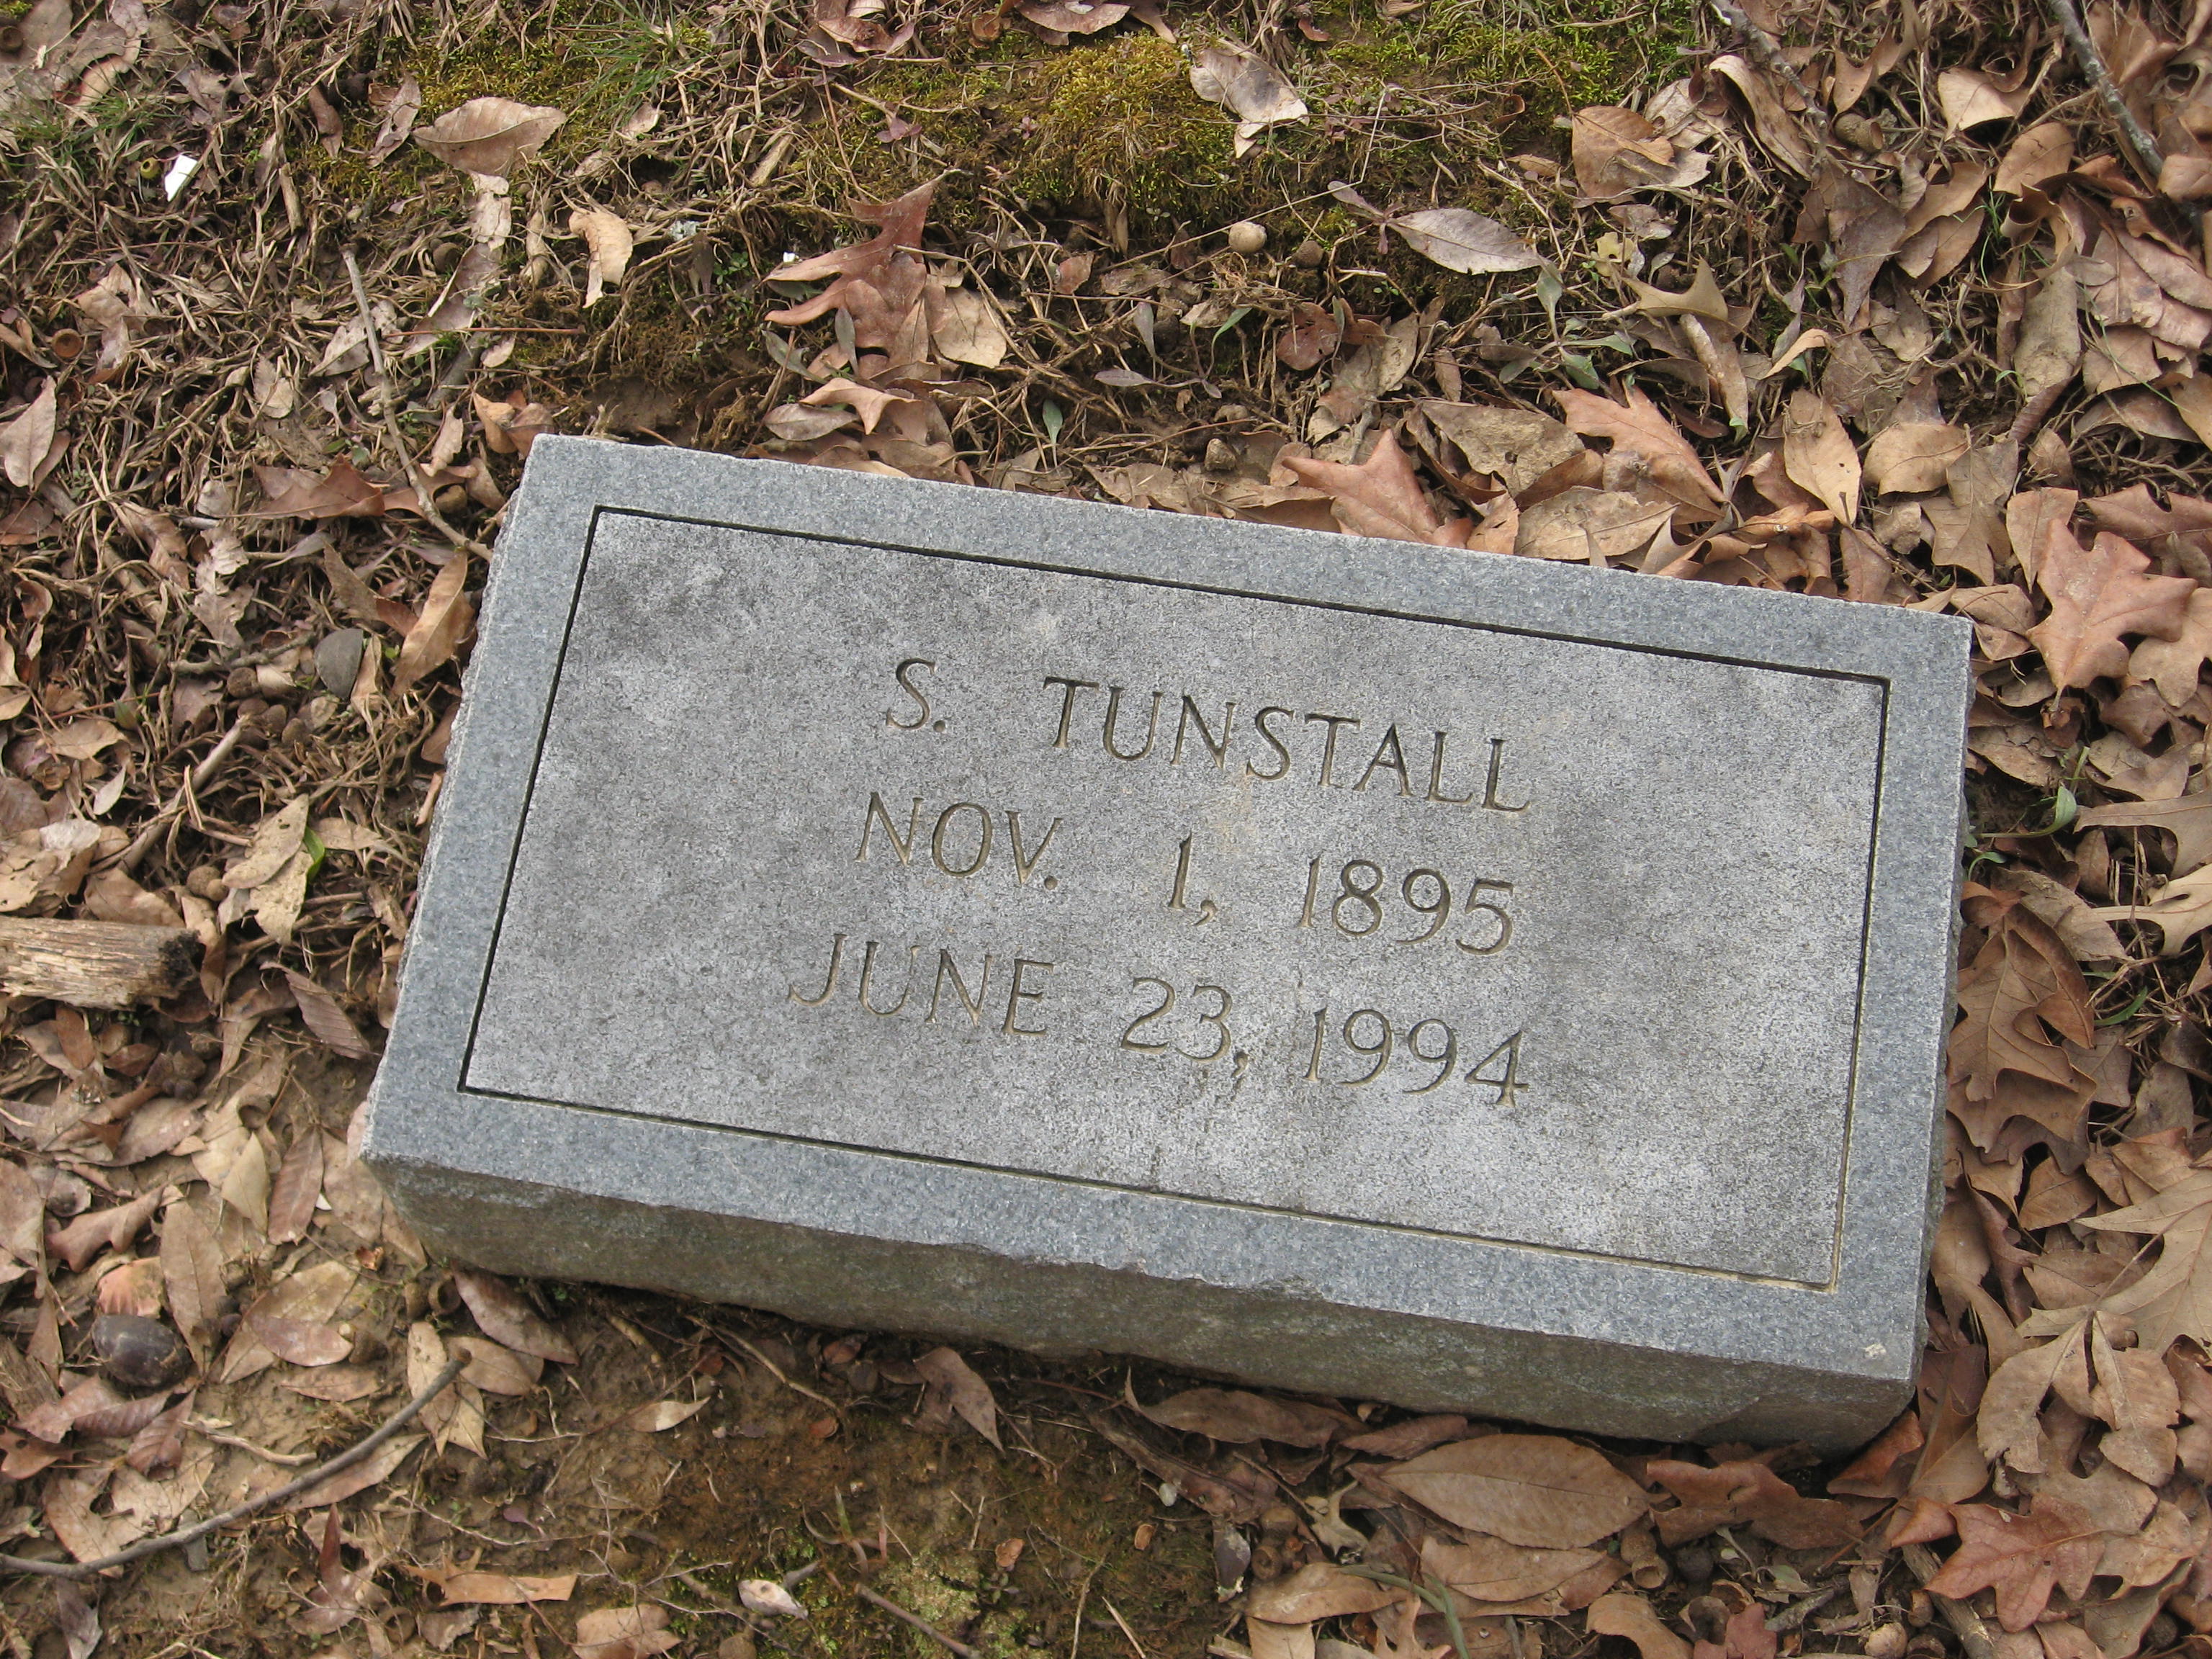 S. TUNSTALL
NOV. 1, 1895
JUNE 23, 1994